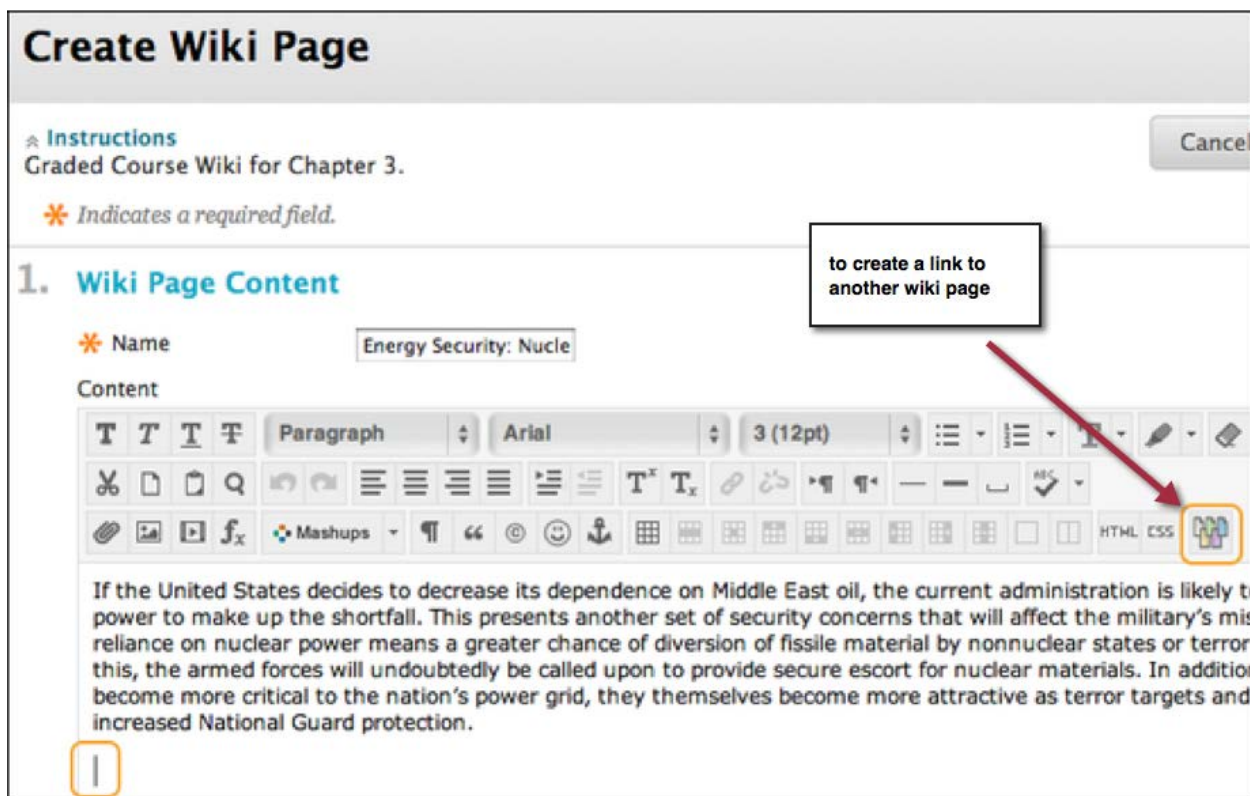 Create Wiki Page
Instructions
Cancel
Graded Course Wiki for Chapter 3.
Indicates a required field.
to create a link to
another wiki page
1. Wiki Page Content
Name
Energy Security: Nucle
Content
T T T T Paragraph Arial 3 (12pt) T
Tx Tx ABC
fx Mashups ¶ “ © HTML CSS
If the United States decides to decrease its dependence on Middle East oil, the current administration is likely t
power to make up the shortfall. This presents another set of security concerns that will affect the military's mis
reliance on nuclear power means a greater chance of diversion of fissile material by nonnuclear states or terror
this, the armed forces will undoubtedly be called upon to provide secure escort for nuclear materials. In addition
become more critical to the nation's power grid, they themselves become more attractive as terror targets and
increased National Guard protection.